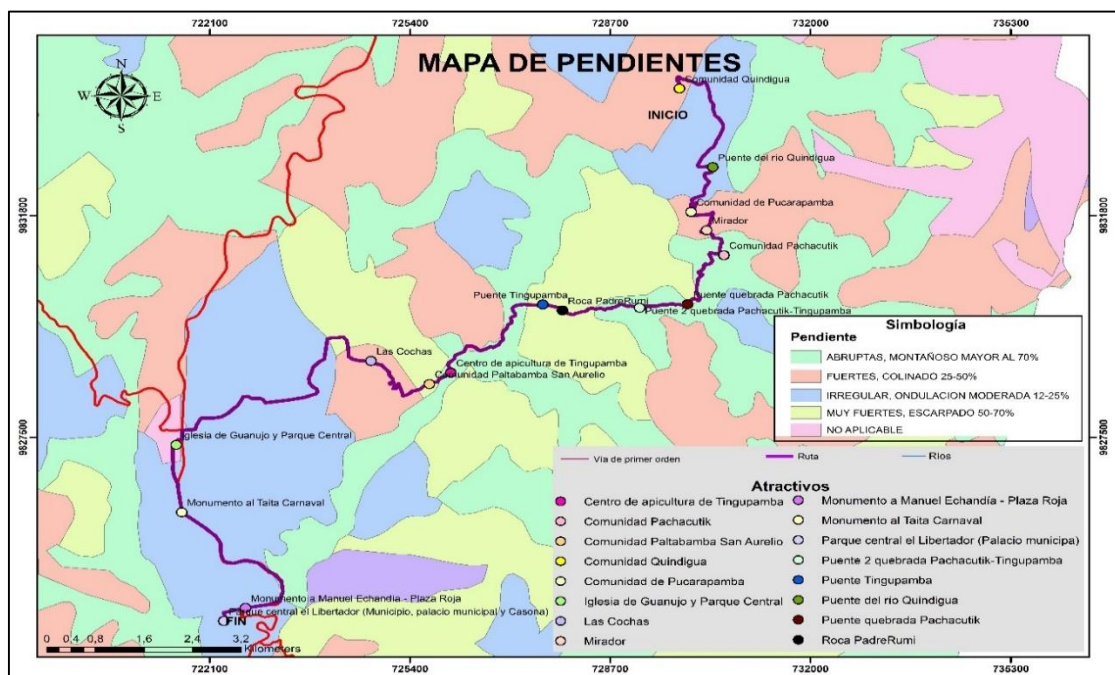 722100 725400 728700 732000 736300
MAPA DE PENDIENTES
N
W E
S
Comunidad Quindigua
INICIO
Puente del rio Quindigua
9831800 9831800
Comunidad de Pucarapamba
Mirador
Comunidad Pachacutik
Puente Tingupamba
Roca PadreRumi
Puente quebrada Pachacutik
Puente 2 quebrada Pachacutik-Tingupamba
Las Cochas
Centro de apicultura de Tingupamba
Comunidad Paltabamba San Aurelio
Iglesia de Guanujo y Parque Central
9827500 9827500
Monumento al Taita Carnaval
Monumento a Manuel Echandía - Plaza Roja
Parque central el Libertador (Municipio, palacio municipal y Casona)
FIN
0 0,4 0,8 1,6 2,4 3,2
Kilometers
Simbología
Pendiente
ABRUPTAS, MONTAÑOSO MAYOR AL 70%
FUERTES, COLINADO 25-50%
IRREGULAR, ONDULACION MODERADA 12-25%
MUY FUERTES, ESCARPADO 50-70%
NO APLICABLE
Vía de primer orden Ruta Ríos
Atractivos
Centro de apicultura de Tingupamba
Comunidad Pachacutik
Comunidad Paltabamba San Aurelio
Comunidad Quindigua
Comunidad de Pucarapamba
Iglesia de Guanujo y Parque Central
Las Cochas
Mirador
Monumento a Manuel Echandía - Plaza Roja
Monumento al Taita Carnaval
Parque central el Libertador (Palacio municipa)
Puente 2 quebrada Pachacutik-Tingupamba
Puente Tingupamba
Puente del río Quindigua
Puente quebrada Pachacutik
Roca PadreRumi
722100 725400 728700 732000 736300